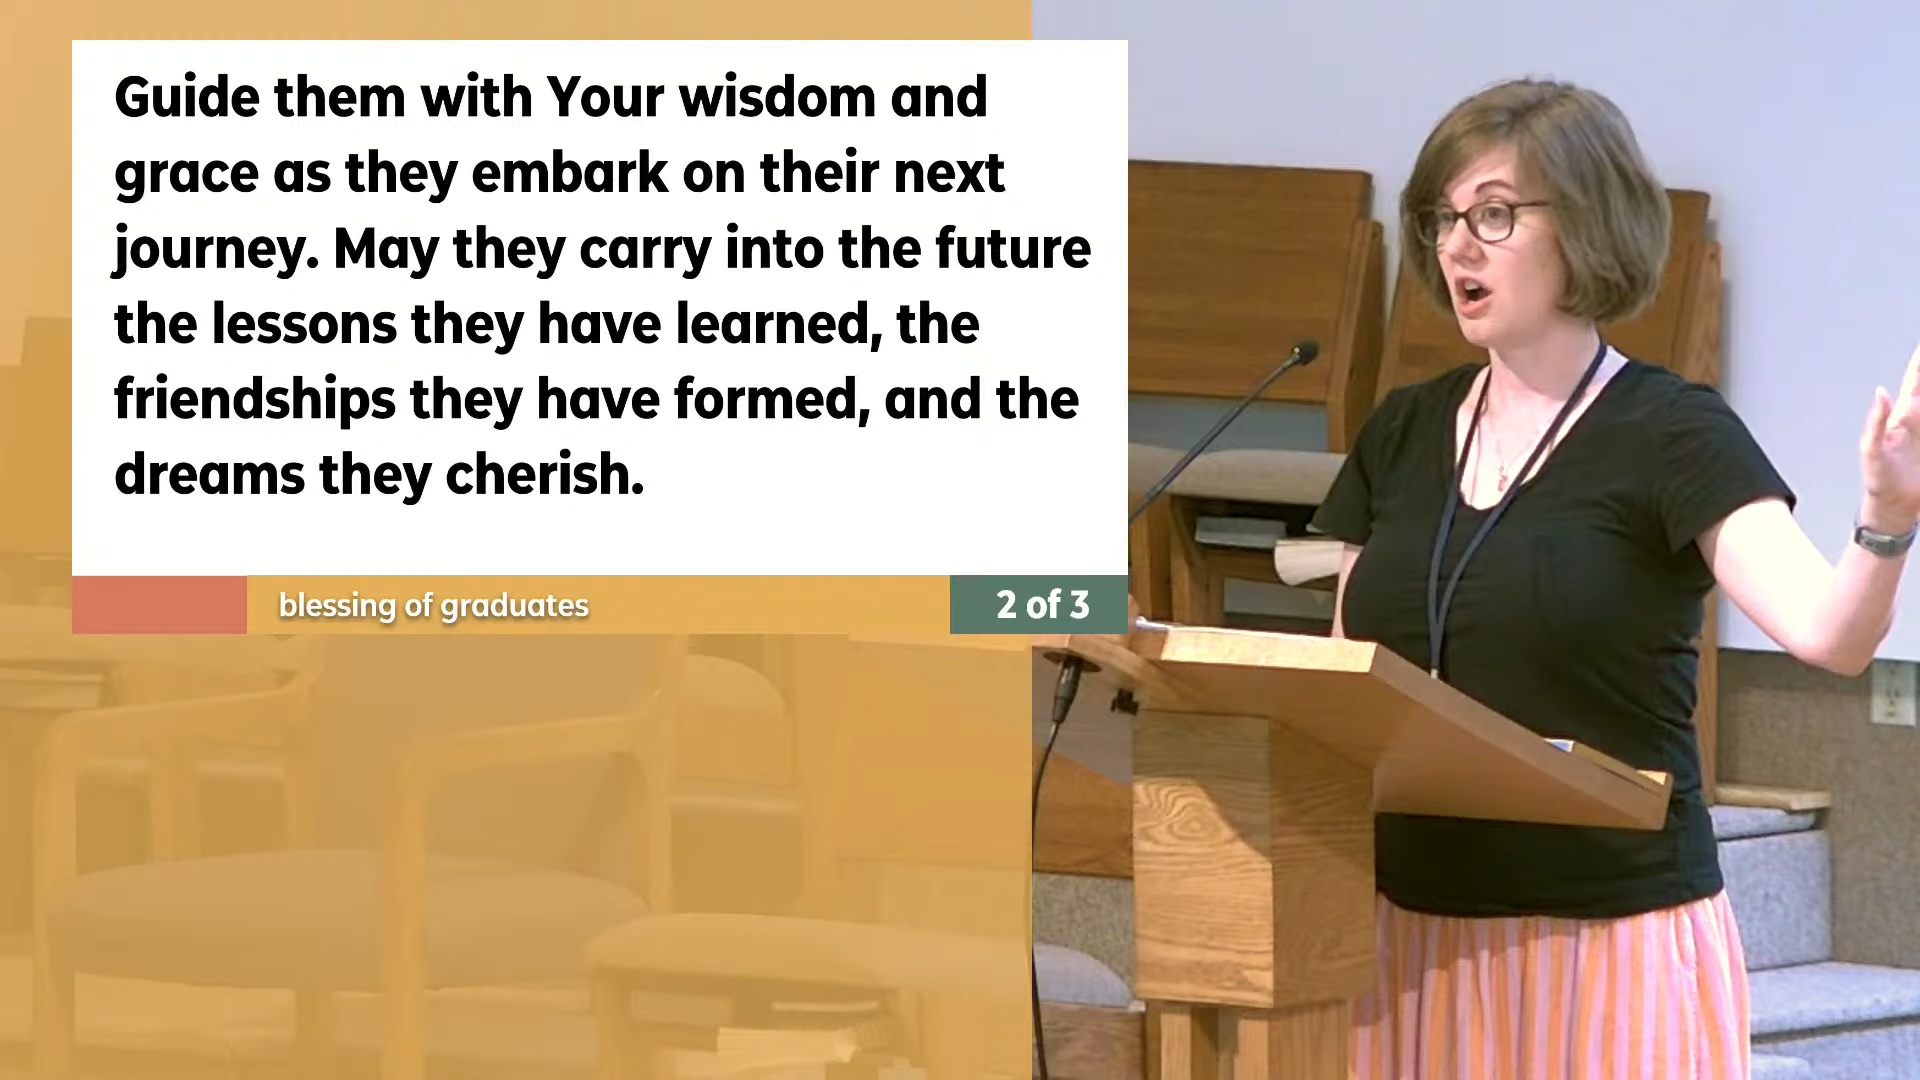 Guide them with Your wisdom and
grace as they embark on their next
journey. May they carry into the future
the lessons they have learned, the
friendships they have formed, and the
dreams they cherish.
blessing of graduates
2 of 3